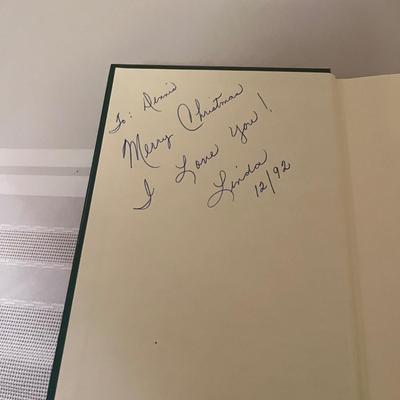 To: Dennis
Merry Christmas
I Love You!
Linda
12/92